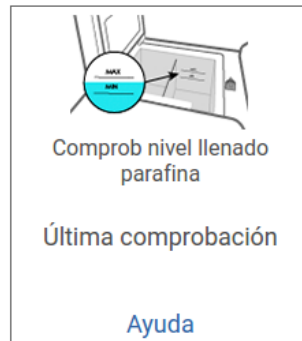 MAX
MIN
Comprob nivel llenado
parafina
Última comprobación
Ayuda